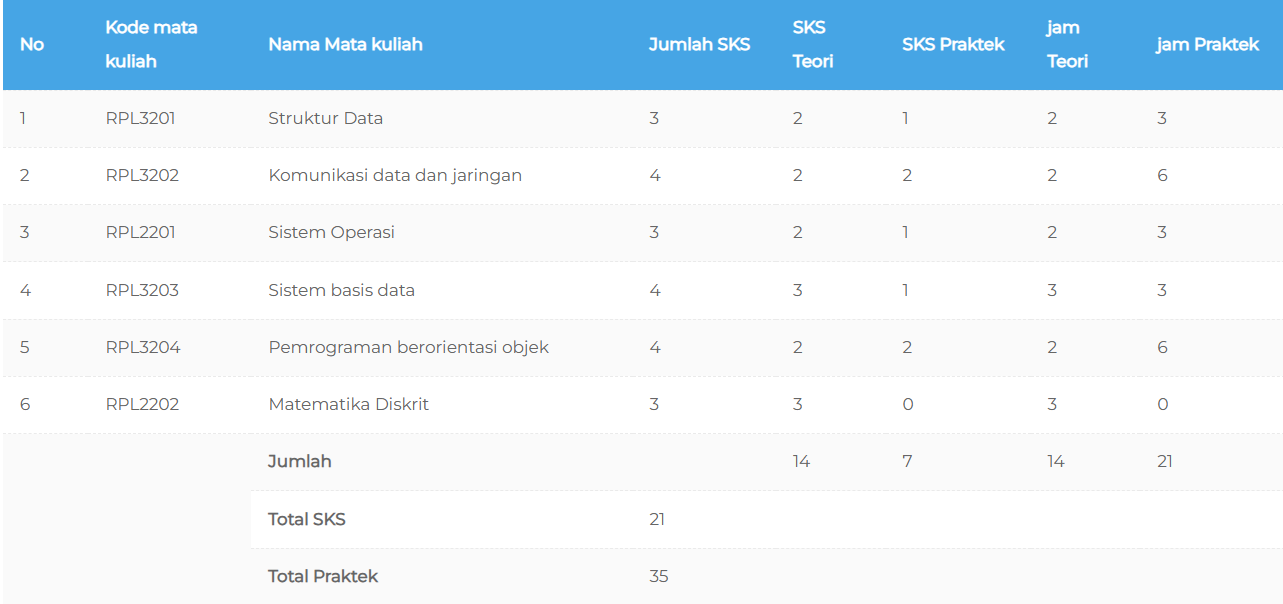 No Kode mata kuliah Nama Mata kuliah Jumlah SKS SKS Teori SKS Praktek jam Teori jam Praktek
1 RPL3201 Struktur Data 3 2 1 2 3
2 RPL3202 Komunikasi data dan jaringan 4 2 2 2 6
3 RPL2201 Sistem Operasi 3 2 1 2 3
4 RPL3203 Sistem basis data 4 3 1 3 3
5 RPL3204 Pemrograman berorientasi objek 4 2 2 2 6
6 RPL2202 Matematika Diskrit 3 3 0 3 0
Jumlah 14 7 14 21
Total SKS 21
Total Praktek 35